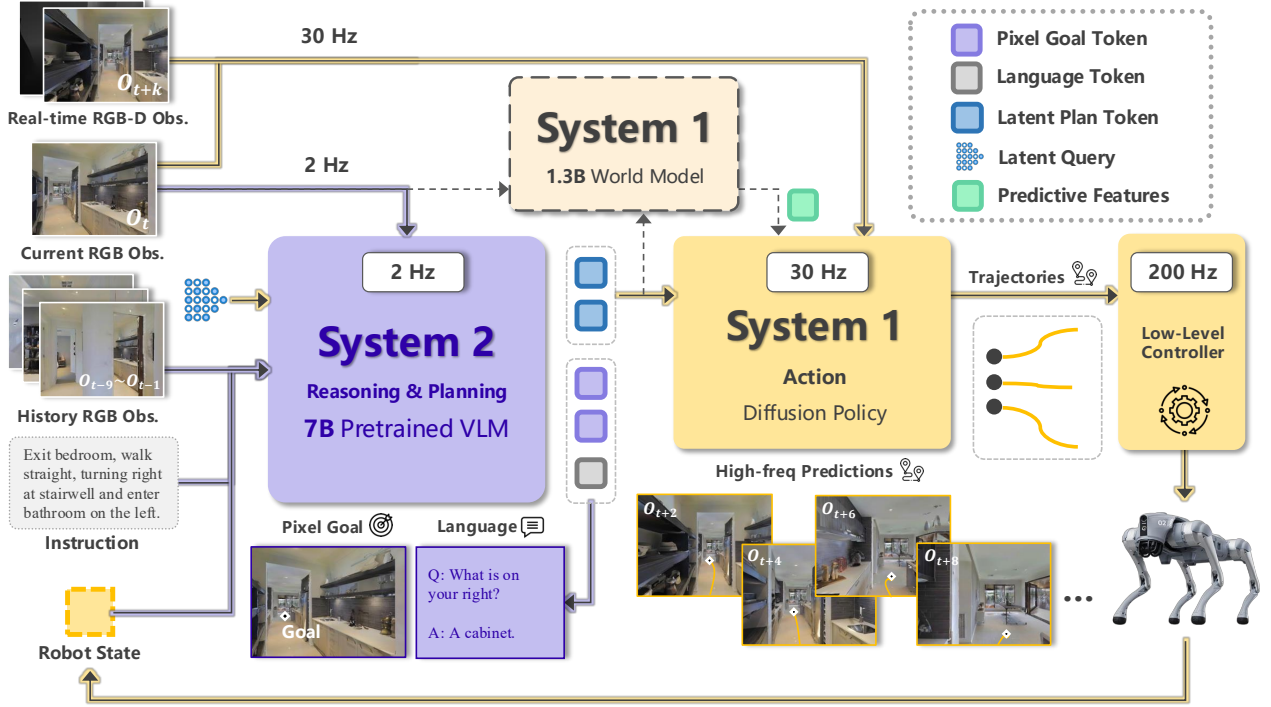 30 Hz
O_{t+k}
Real-time RGB-D Obs.
2 Hz
O_t
Current RGB Obs.
O_{t-9}~O_{t-1}
History RGB Obs.
Exit bedroom, walk
straight, turning right
at stairwell and enter
bathroom on the left.
Instruction
Robot State
System 1
1.3B World Model
2 Hz
System 2
Reasoning & Planning
7B Pretrained VLM
Pixel Goal
Goal
Language
Q: What is on
your right?
A: A cabinet.
30 Hz
System 1
Action
Diffusion Policy
High-freq Predictions
O_{t+2}
O_{t+4}
O_{t+6}
O_{t+8}
...
Trajectories
200 Hz
Low-Level
Controller
Pixel Goal Token
Language Token
Latent Plan Token
Latent Query
Predictive Features